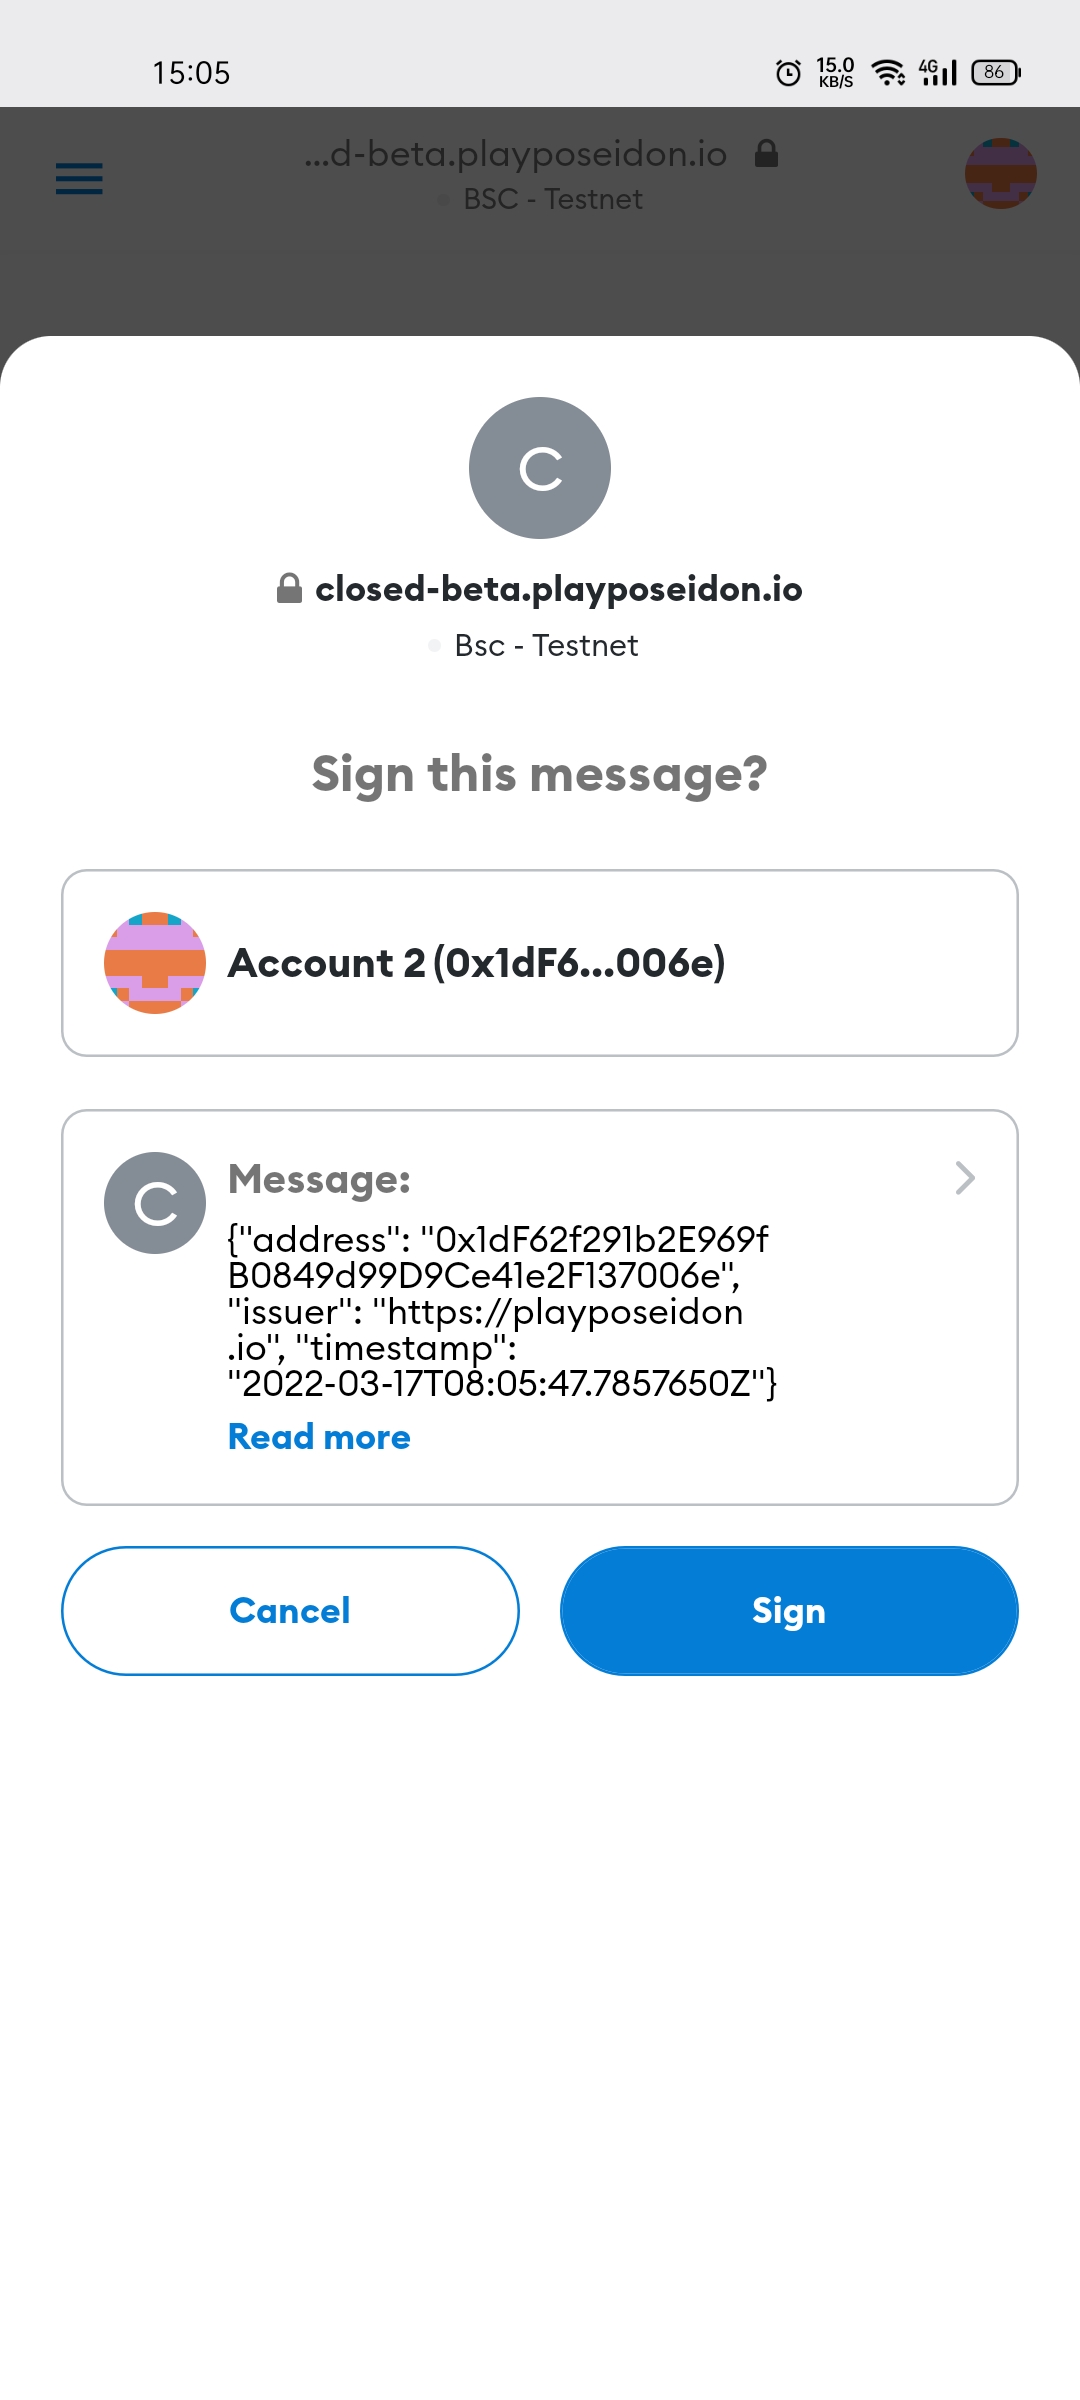 15:05
15.0
KB/S
4G
86
...d-beta.playposeidon.io
BSC - Testnet
C
closed-beta.playposeidon.io
Bsc - Testnet
Sign this message?
Account 2 (0x1dF6...006e)
C
Message:
{"address": "0x1dF62f291b2E969f
B0849d99D9Ce41e2F137006e",
"issuer": "https://playposeidon
.io", "timestamp":
"2022-03-17T08:05:47.7857650Z"}
Read more
Cancel
Sign